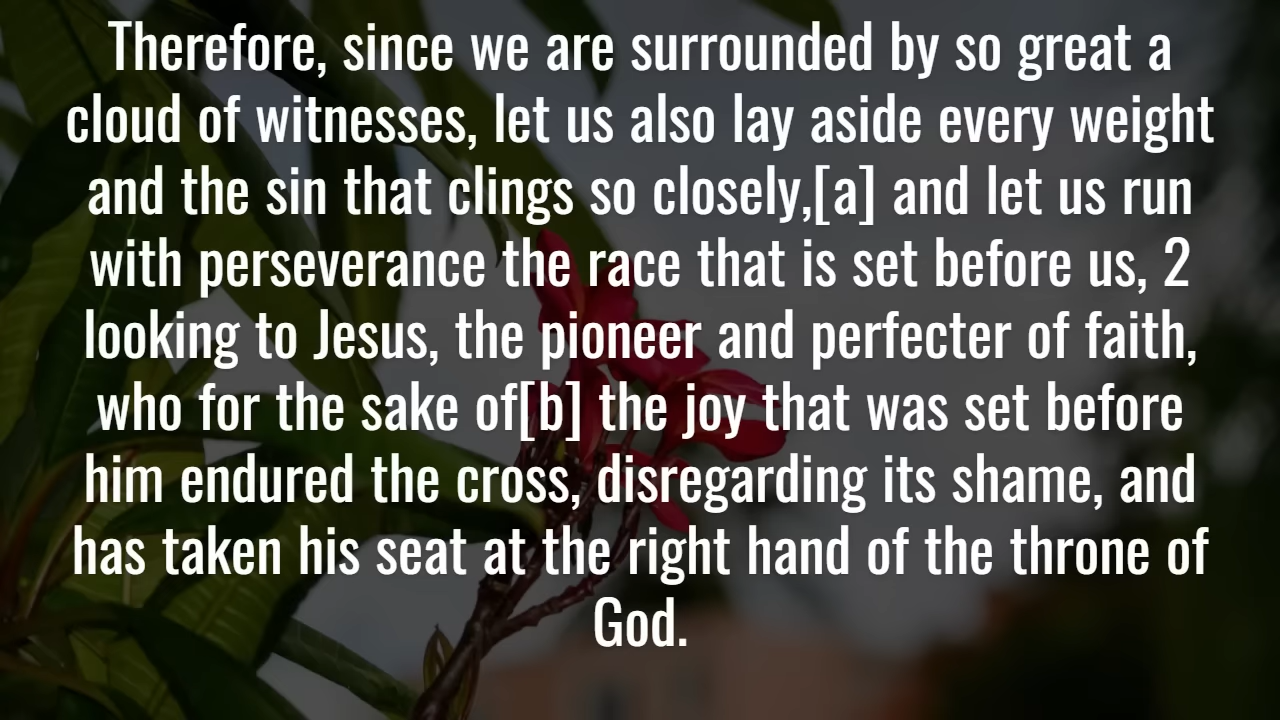 Therefore, since we are surrounded by so great a
cloud of witnesses, let us also lay aside every weight
and the sin that clings so closely,[a] and let us run
with perseverance the race that is set before us, 2
looking to Jesus, the pioneer and perfecter of faith,
who for the sake of[b] the joy that was set before
him endured the cross, disregarding its shame, and
has taken his seat at the right hand of the throne of
God.